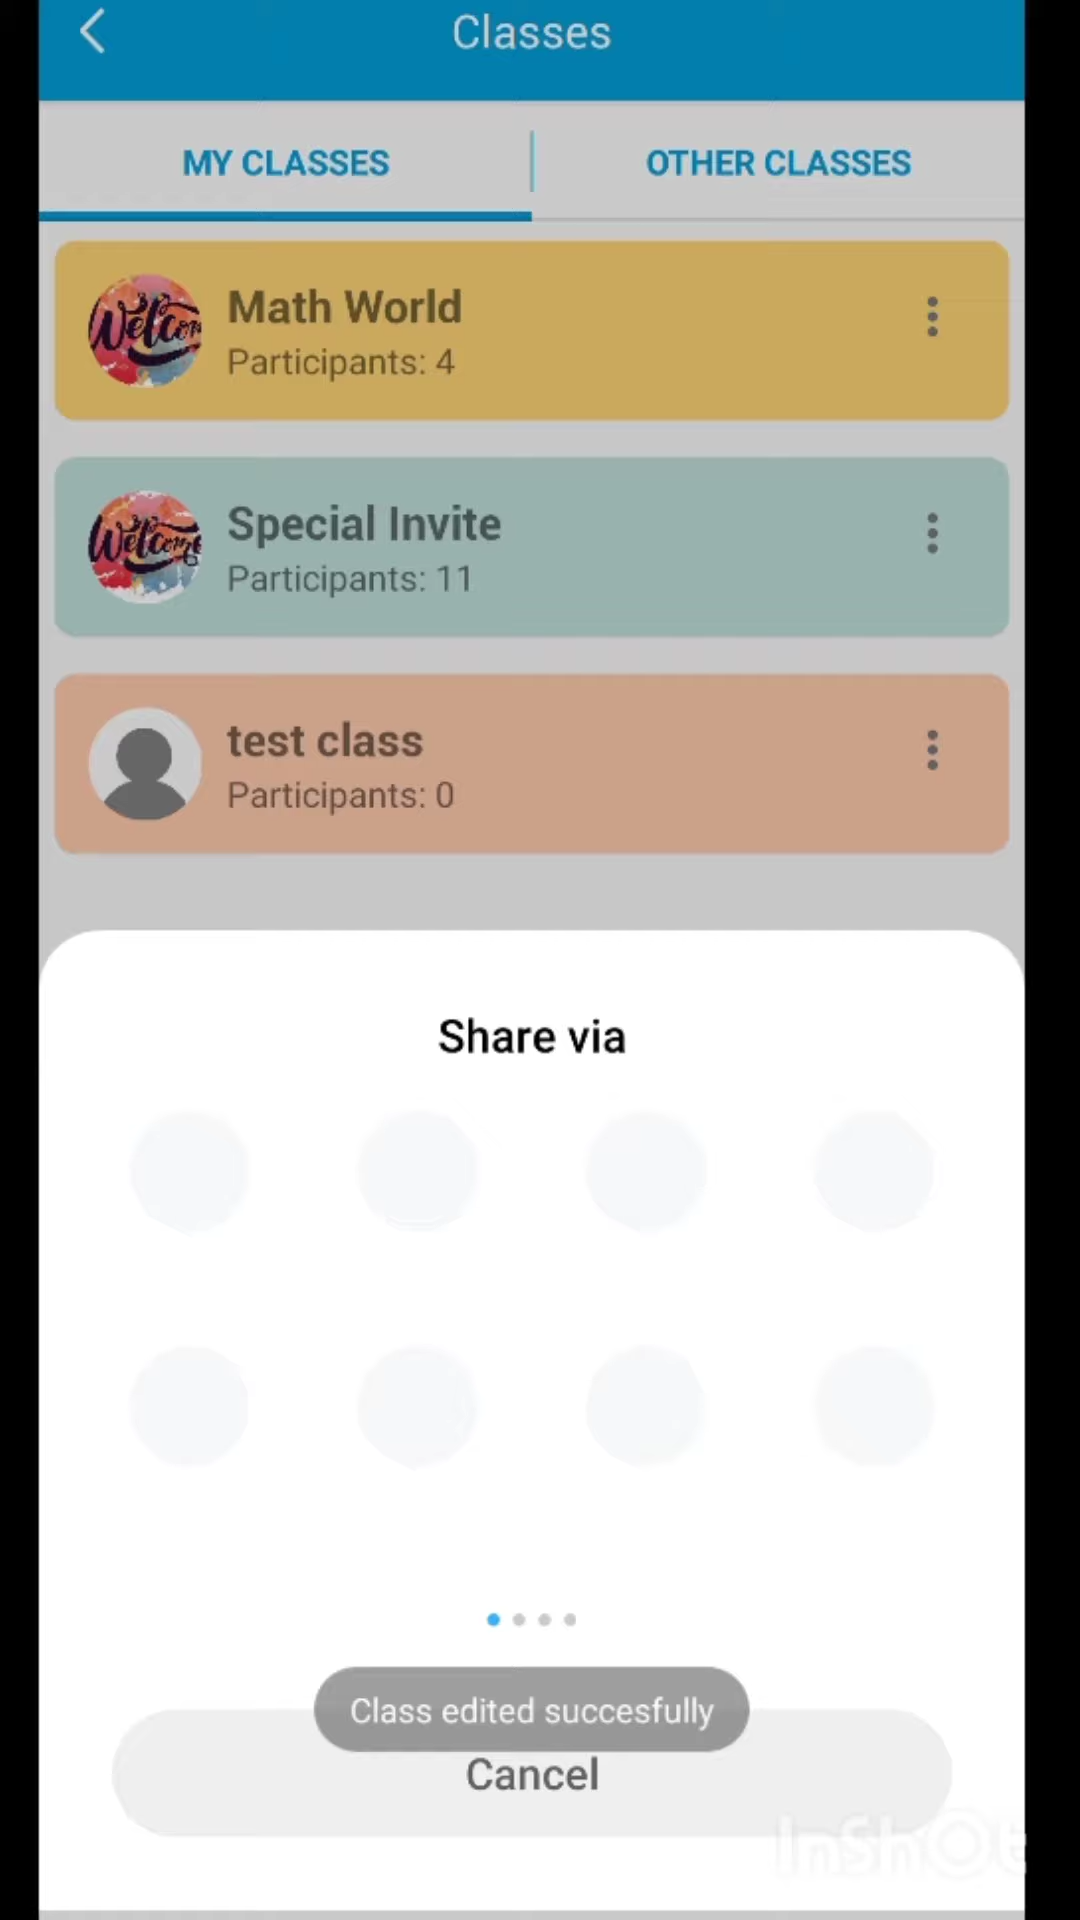 Classes
MY CLASSES
OTHER CLASSES
Math World
Participants: 4
Special Invite
Participants: 11
test class
Participants: 0
Share via
Class edited succesfully
Cancel
InShOt